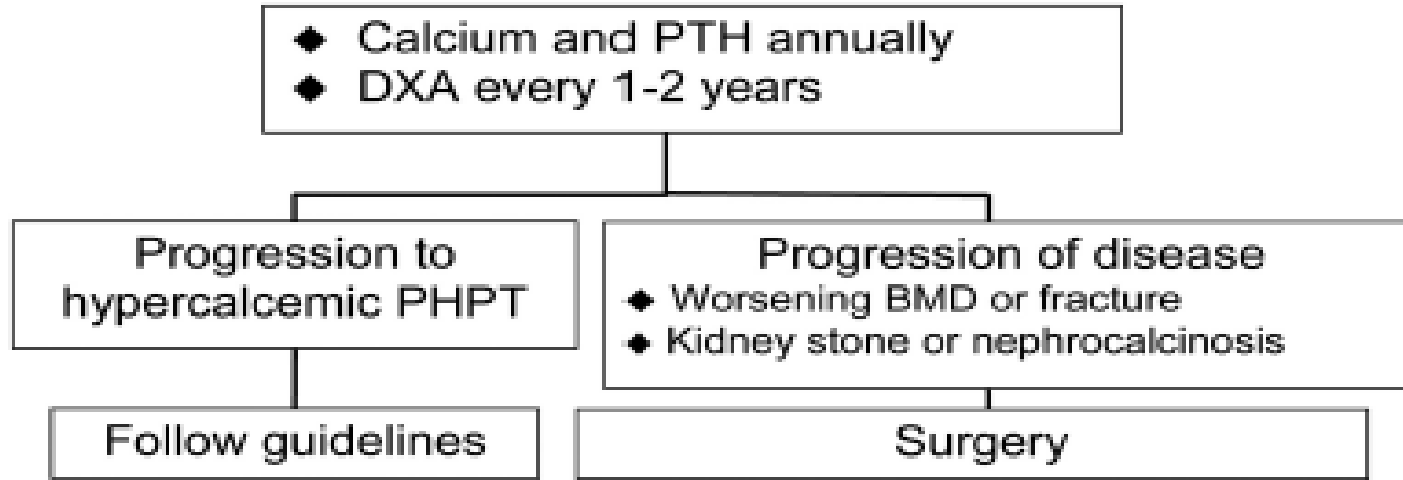 ◆ Calcium and PTH annually
◆ DXA every 1-2 years
Progression to
hypercalcemic PHPT
Progression of disease
◆ Worsening BMD or fracture
◆ Kidney stone or nephrocalcinosis
Follow guidelines
Surgery